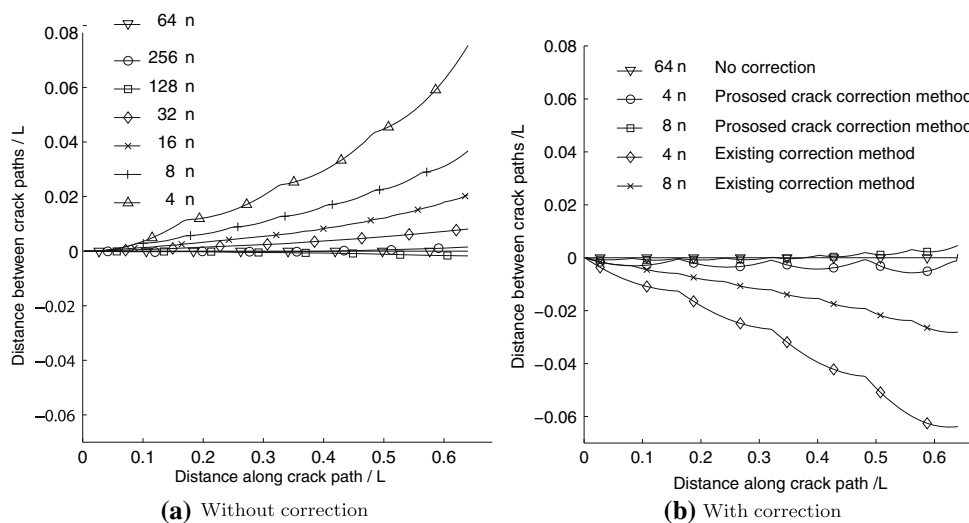 0.08
0.06
0.04
0.02
0
−0.02
−0.04
−0.06
Distance between crack paths / L
64 n
256 n
128 n
32 n
16 n
8 n
4 n
0 0.1 0.2 0.3 0.4 0.5 0.6
Distance along crack path / L
(a) Without correction
0.08
0.06
0.04
0.02
0
−0.02
−0.04
−0.06
Distance between crack paths /L
64 n No correction
4 n Prososed crack correction method
8 n Prososed crack correction method
4 n Existing correction method
8 n Existing correction method
0 0.1 0.2 0.3 0.4 0.5 0.6
Distance along crack path /L
(b) With correction